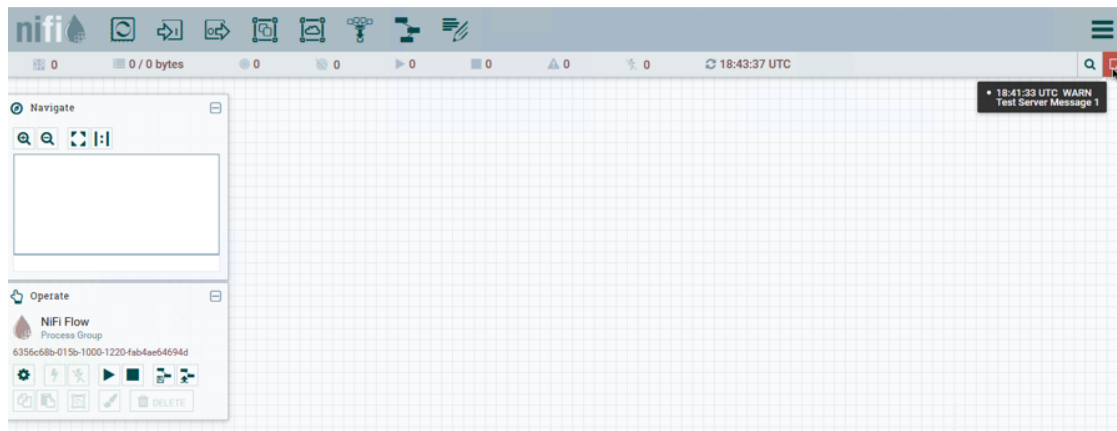 nifi
0
0 / 0 bytes
0
0
0
0
0
0
18:43:37 UTC
18:41:33 UTC WARN
Test Server Message 1
Navigate
Operate
NiFi Flow
Process Group
6356c68b-015b-1000-1220-fab4ae64694d
DELETE